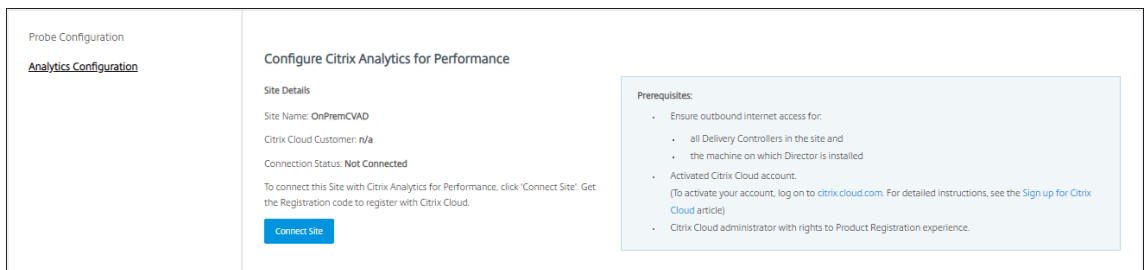 Probe Configuration
Analytics Configuration
Configure Citrix Analytics for Performance
Site Details
Site Name: OnPremCVAD
Citrix Cloud Customer: n/a
Connection Status: Not Connected
To connect this Site with Citrix Analytics for Performance, click 'Connect Site'. Get
the Registration code to register with Citrix Cloud.
Connect Site
Prerequisites:
• Ensure outbound internet access for:
• all Delivery Controllers in the site and
• the machine on which Director is installed
• Activated Citrix Cloud account.
(To activate your account, log on to citrix.cloud.com. For detailed instructions, see the Sign up for Citrix
Cloud article)
• Citrix Cloud administrator with rights to Product Registration experience.